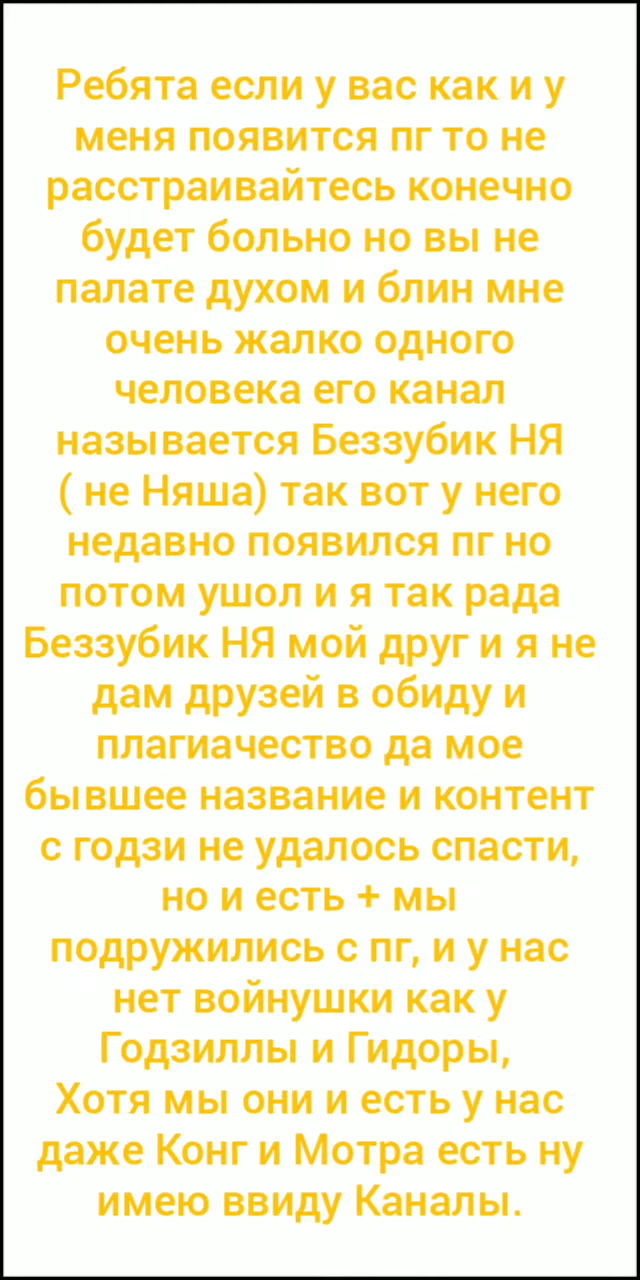 Ребята если у вас как и у
меня появится пг то не
расстраивайтесь конечно
будет больно но вы не
палате духом и блин мне
очень жалко одного
человека его канал
называется Беззубик НЯ
( не Няша) так вот у него
недавно появился пг но
потом ушол и я так рада
Беззубик НЯ мой друг и я не
дам друзей в обиду и
плагиачество да мое
бывшее название и контент
с годзи не удалось спасти,
но и есть + мы
подружились с пг, и у нас
нет войнушки как у
Годзиллы и Гидоры,
Хотя мы они и есть у нас
даже Конг и Мотра есть ну
имею ввиду Каналы.